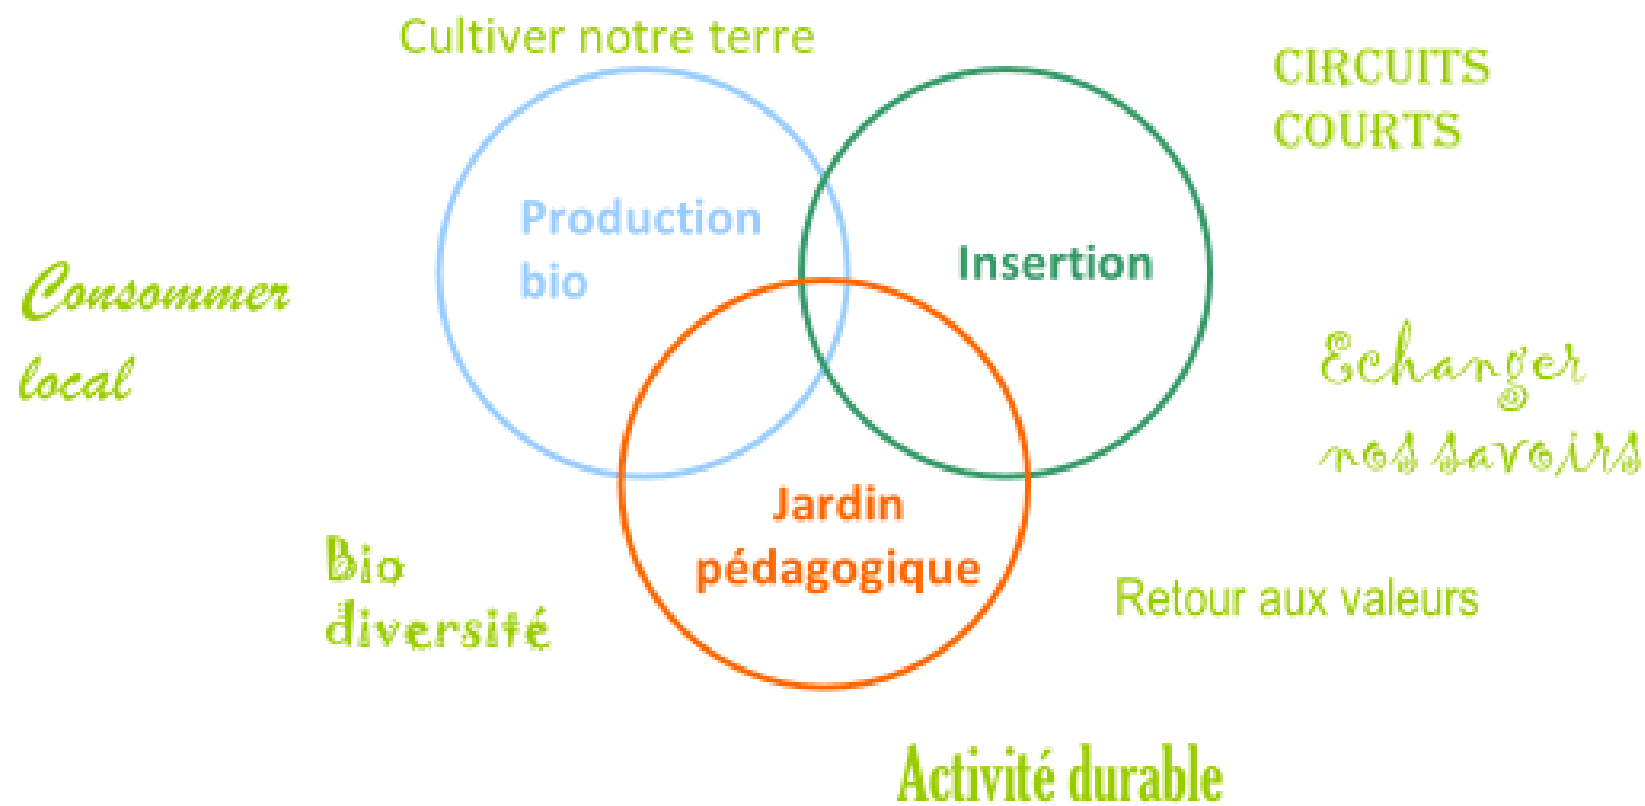 Cultiver notre terre
CIRCUITS
COURTS
Production
bio
Insertion
Consommer
local
Echanger
nos savoirs
Jardin
pédagogique
Bio
diversité
Retour aux valeurs
Activité durable